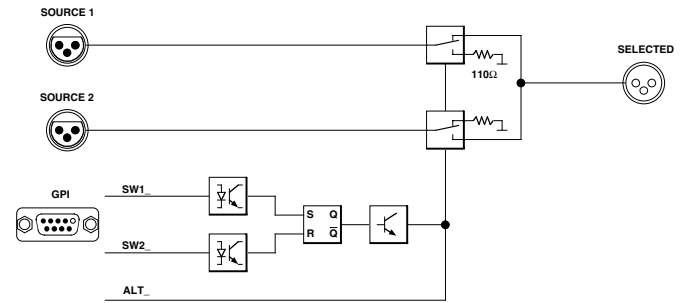 SOURCE 1
SELECTED
110Ω
SOURCE 2
GPI
SW1_
S Q
R Q̅
SW2_
ALT_